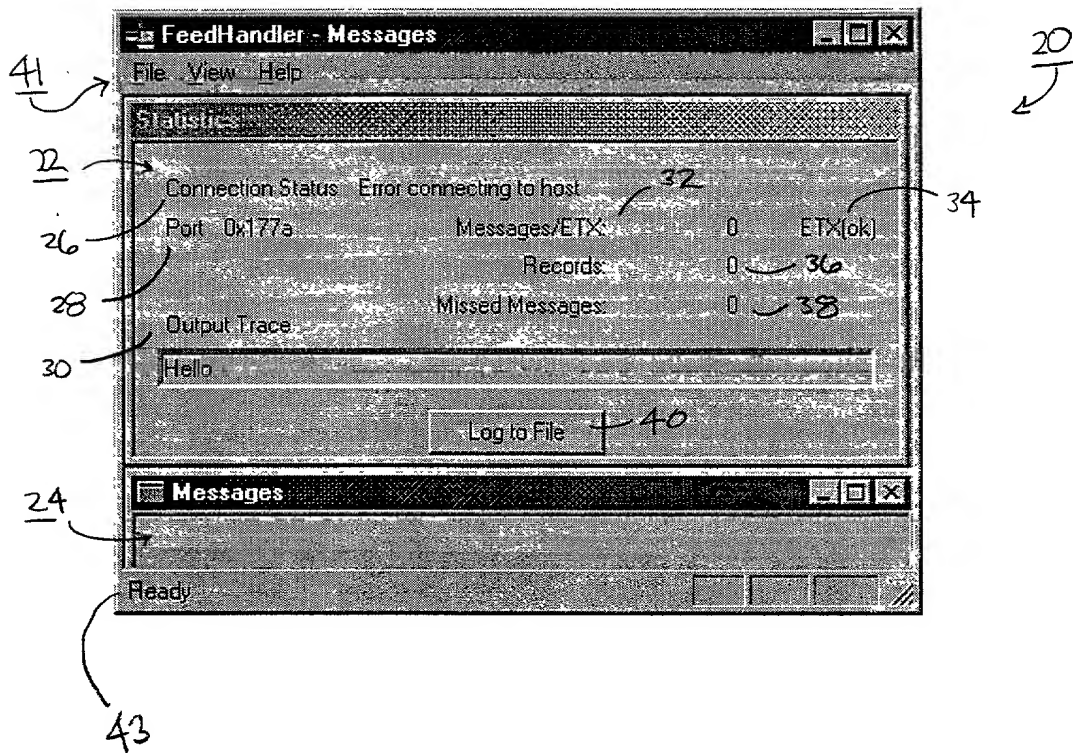 FeedHandler - Messages
20
41
File View Help
Statistics
22
Connection Status Error connecting to host
32
34
26
Port 0x177a Messages/ETX: 0 ETX(ok)
Records: 0 36
28
Missed Messages: 0 38
Output Trace
30
Hello
Log to File 40
24
Messages
Ready
43